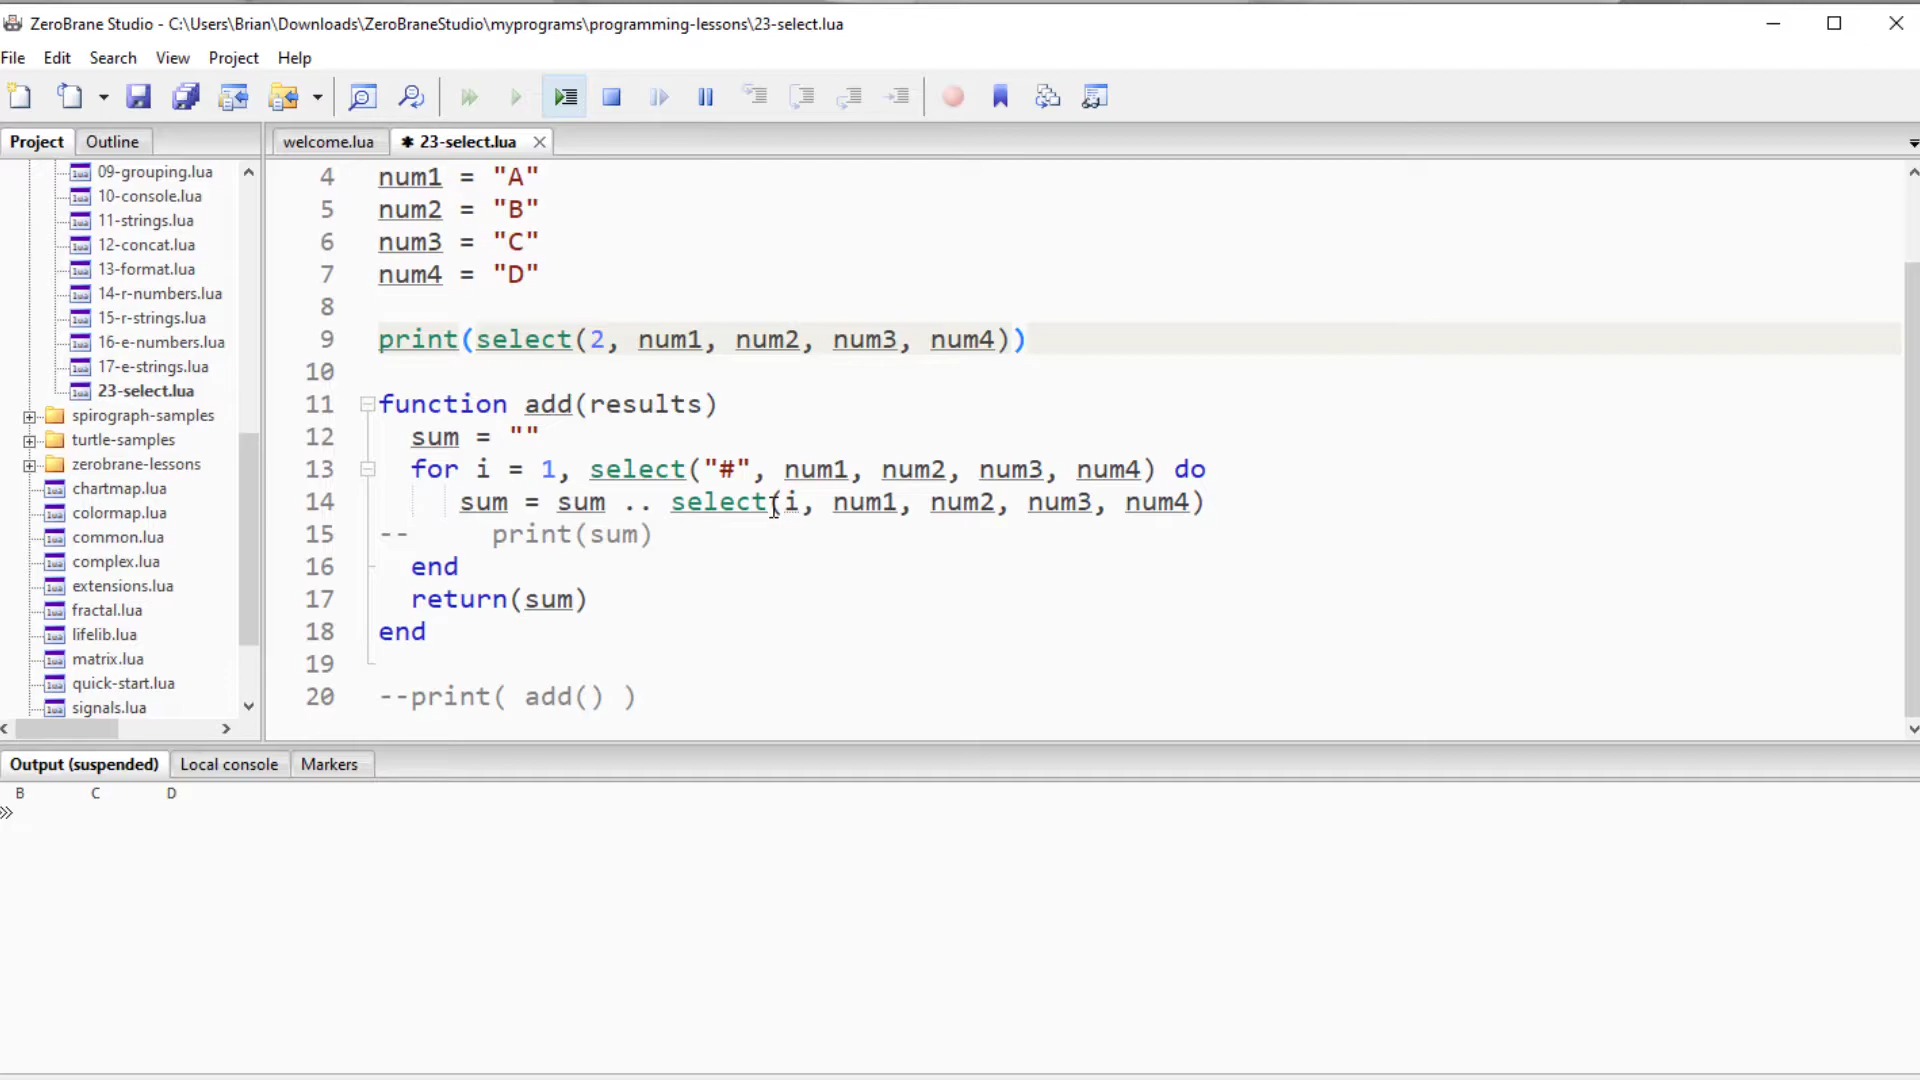 ZeroBrane Studio - C:\Users\Brian\Downloads\ZeroBraneStudio\myprograms\programming-lessons\23-select.lua
File Edit Search View Project Help
Project Outline
welcome.lua ✱ 23-select.lua
09-grouping.lua
10-console.lua
11-strings.lua
12-concat.lua
13-format.lua
14-r-numbers.lua
15-r-strings.lua
16-e-numbers.lua
17-e-strings.lua
23-select.lua
spirograph-samples
turtle-samples
zerobrane-lessons
chartmap.lua
colormap.lua
common.lua
complex.lua
extensions.lua
fractal.lua
lifelib.lua
matrix.lua
quick-start.lua
signals.lua
4 num1 = "A"
5 num2 = "B"
6 num3 = "C"
7 num4 = "D"
8
9 print(select(2, num1, num2, num3, num4))
10
11 function add(results)
12 sum = ""
13 for i = 1, select("#", num1, num2, num3, num4) do
14 sum = sum .. select(i, num1, num2, num3, num4)
15 -- print(sum)
16 end
17 return(sum)
18 end
19
20 --print( add() )
Output (suspended) Local console Markers
B C D